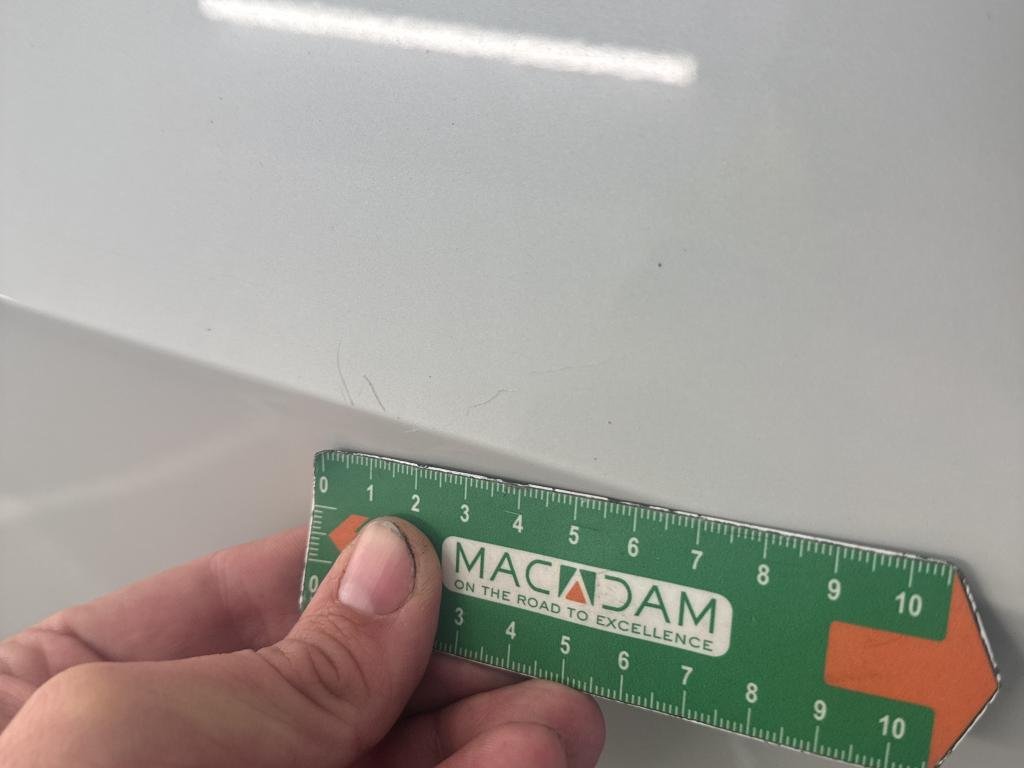 0 1 2 3 4 5 6 7 8 9 10
MACADAM
ON THE ROAD TO EXCELLENCE
0 3 4 5 6 7 8 9 10